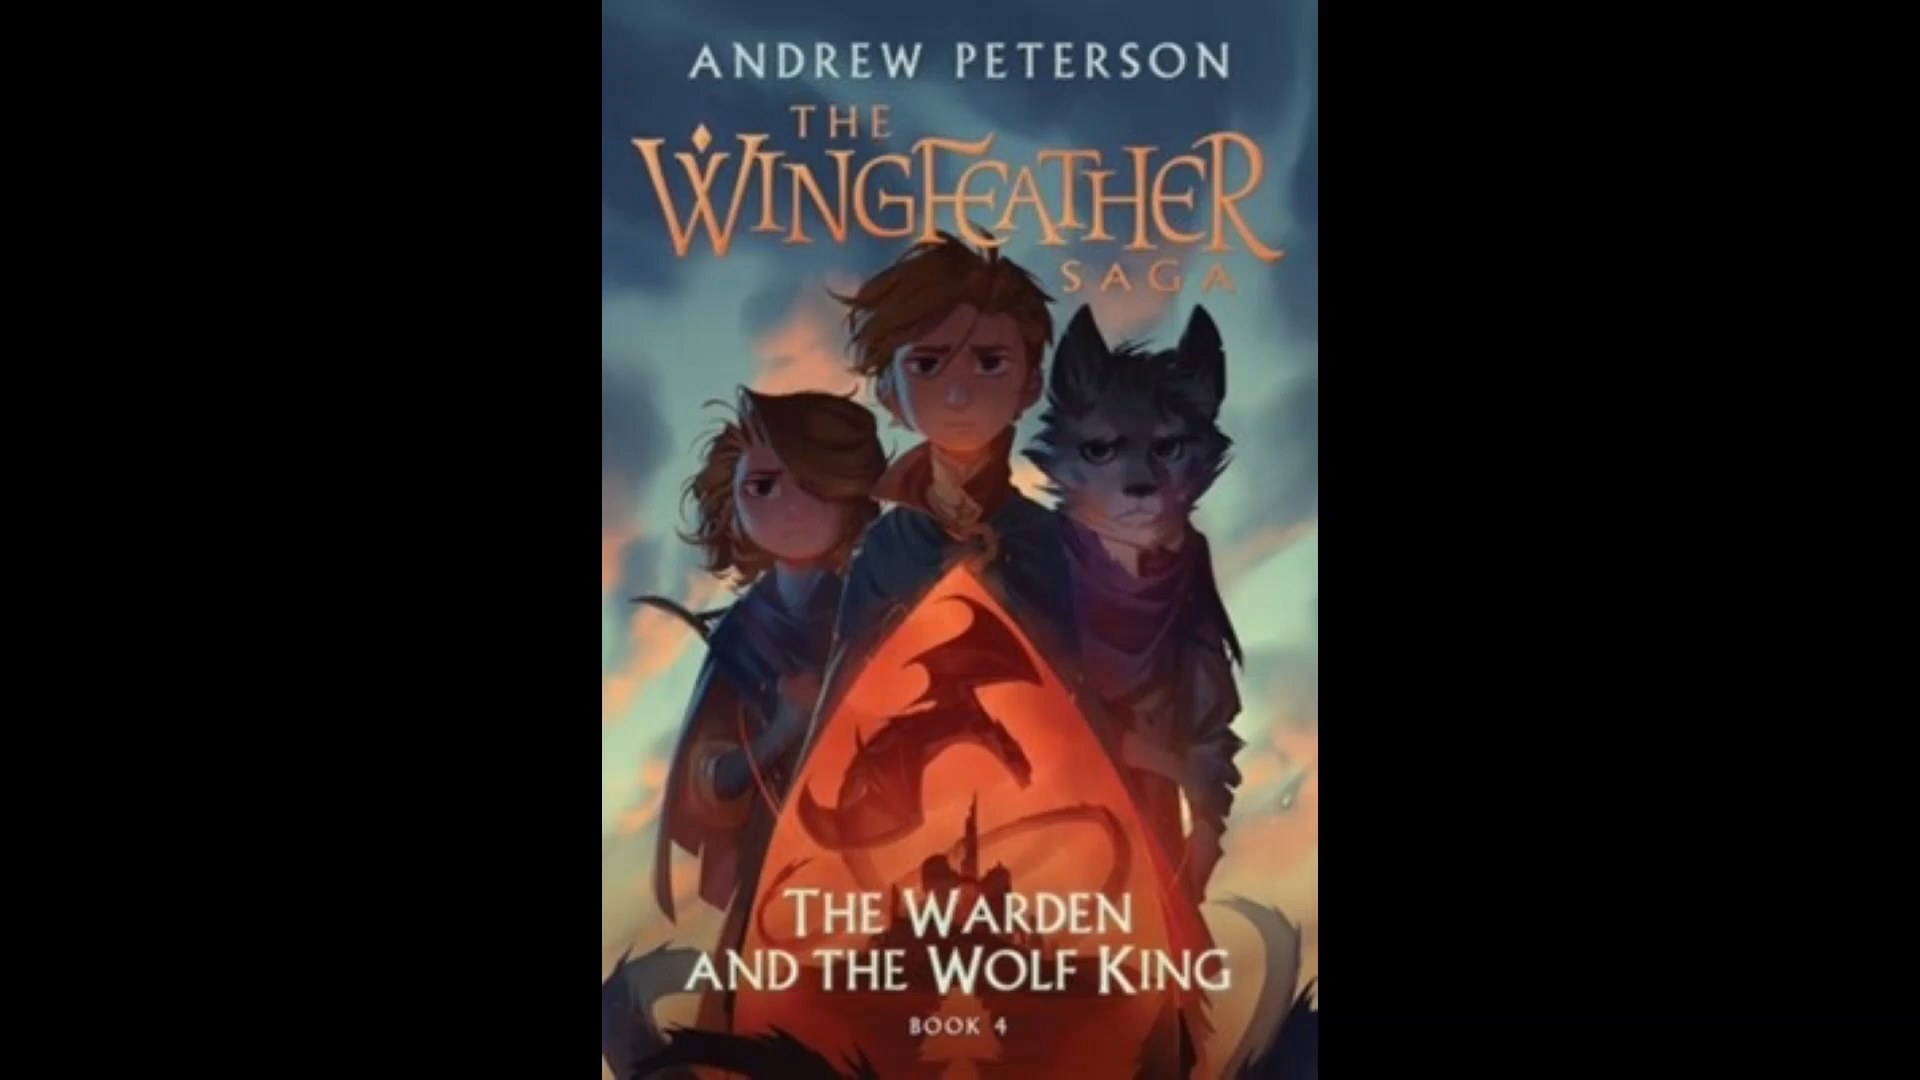 ANDREW PETERSON
THE
WINGFEATHER
SAGA
THE WARDEN
AND THE WOLF KING
BOOK 4